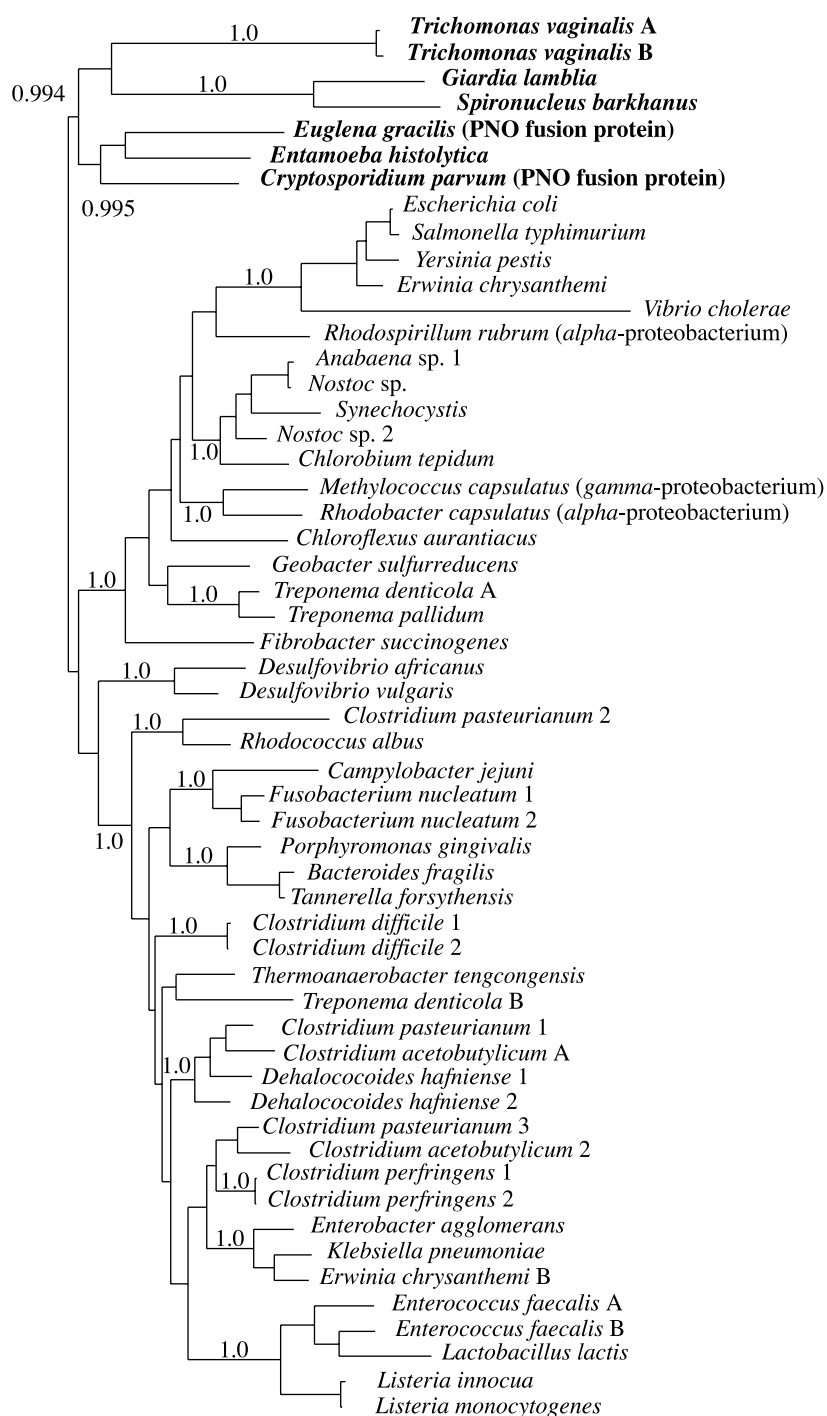 1.0
Trichomonas vaginalis A
Trichomonas vaginalis B
1.0
Giardia lamblia
0.994
Spironucleus barkhanus
Euglena gracilis (PNO fusion protein)
Entamoeba histolytica
Cryptosporidium parvum (PNO fusion protein)
0.995
Escherichia coli
Salmonella typhimurium
Yersinia pestis
1.0
Erwinia chrysanthemi
Vibrio cholerae
Rhodospirillum rubrum (alpha-proteobacterium)
Anabaena sp. 1
Nostoc sp.
Synechocystis
Nostoc sp. 2
1.0
Chlorobium tepidum
Methylococcus capsulatus (gamma-proteobacterium)
1.0
Rhodobacter capsulatus (alpha-proteobacterium)
Chloroflexus aurantiacus
Geobacter sulfurreducens
1.0
1.0
Treponema denticola A
Treponema pallidum
Fibrobacter succinogenes
1.0
Desulfovibrio africanus
Desulfovibrio vulgaris
1.0
Clostridium pasteurianum 2
Rhodococcus albus
1.0
Campylobacter jejuni
Fusobacterium nucleatum 1
Fusobacterium nucleatum 2
1.0
Porphyromonas gingivalis
1.0
Bacteroides fragilis
Tannerella forsythensis
1.0
Clostridium difficile 1
Clostridium difficile 2
Thermoanaerobacter tengcongensis
Treponema denticola B
Clostridium pasteurianum 1
1.0
Clostridium acetobutylicum A
Dehalococoides hafniense 1
Dehalococoides hafniense 2
Clostridium pasteurianum 3
Clostridium acetobutylicum 2
1.0
Clostridium perfringens 1
Clostridium perfringens 2
Enterobacter agglomerans
1.0
Klebsiella pneumoniae
Erwinia chrysanthemi B
Enterococcus faecalis A
Enterococcus faecalis B
1.0
Lactobacillus lactis
Listeria innocua
Listeria monocytogenes